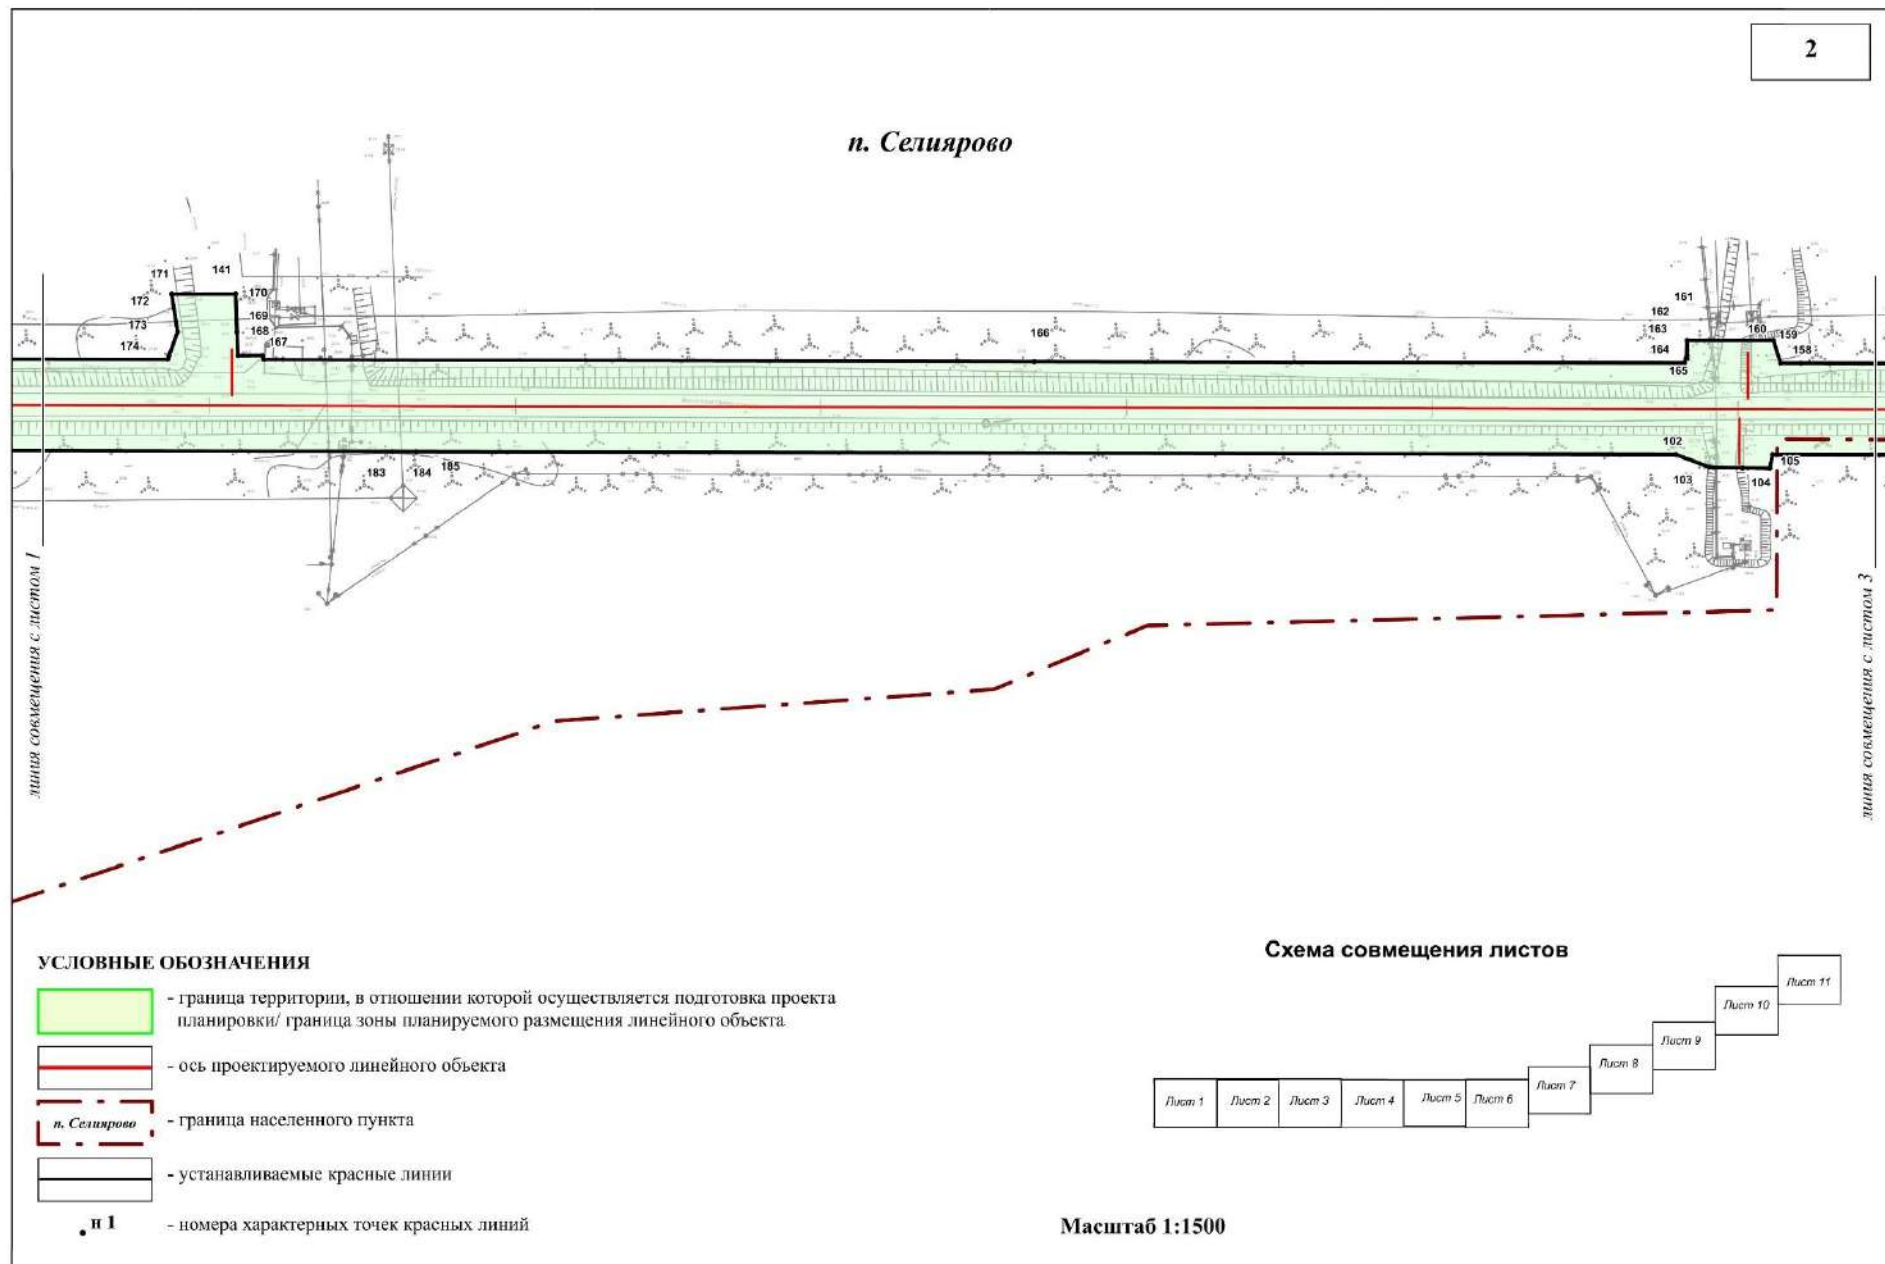 2
п. Селиярово
171
141
172
170
173
169
168
174
167
166
161
162
163
160
159
164
158
165
102
183
184
185
105
103
104
линия совмещения с листом 1
линия совмещения с листом 3
УСЛОВНЫЕ ОБОЗНАЧЕНИЯ
- граница территории, в отношении которой осуществляется подготовка проекта
планировки/ граница зоны планируемого размещения линейного объекта
- ось проектируемого линейного объекта
п. Селиярово
- граница населенного пункта
- устанавливаемые красные линии
н 1
- номера характерных точек красных линий
Схема совмещения листов
Лист 1
Лист 2
Лист 3
Лист 4
Лист 5
Лист 6
Лист 7
Лист 8
Лист 9
Лист 10
Лист 11
Масштаб 1:1500